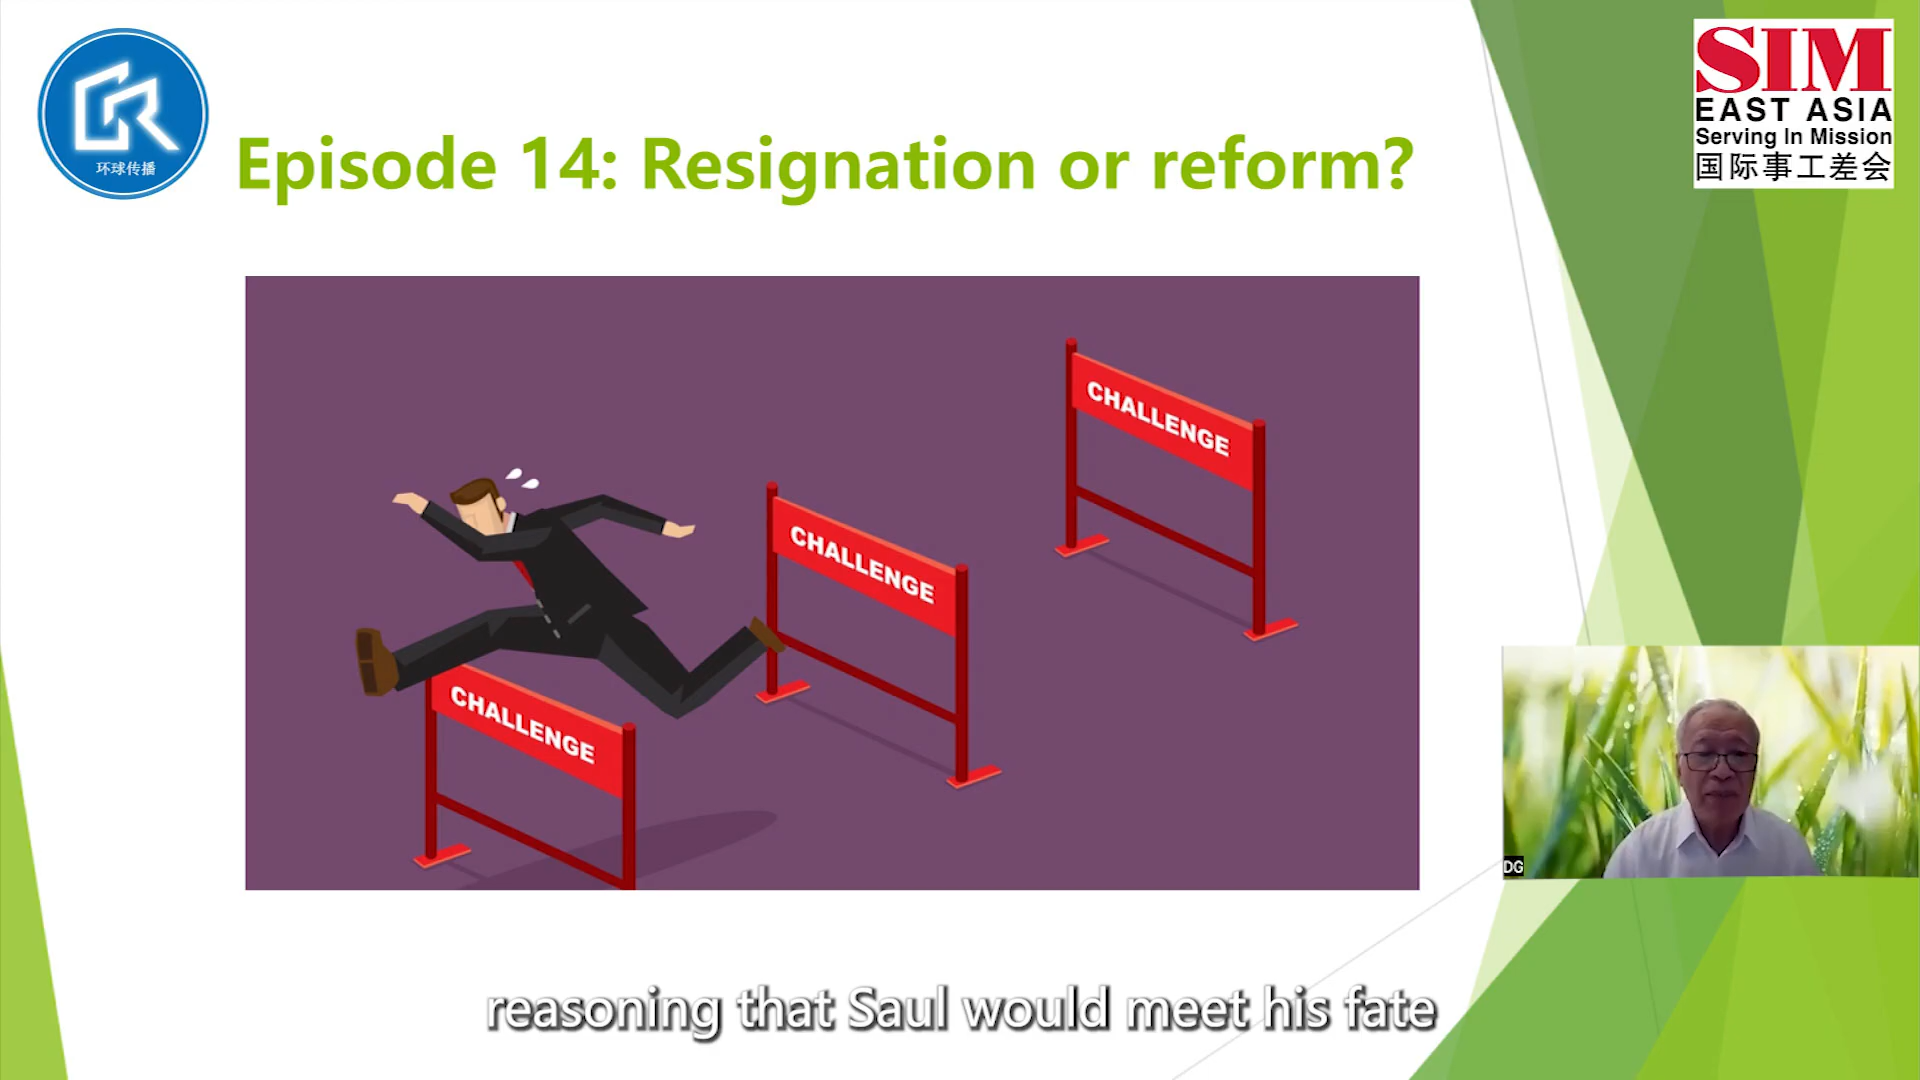 环球传播
Episode 14: Resignation or reform?
SIM
EAST ASIA
Serving In Mission
国际事工差会
CHALLENGE
CHALLENGE
CHALLENGE
DG
reasoning that Saul would meet his fate